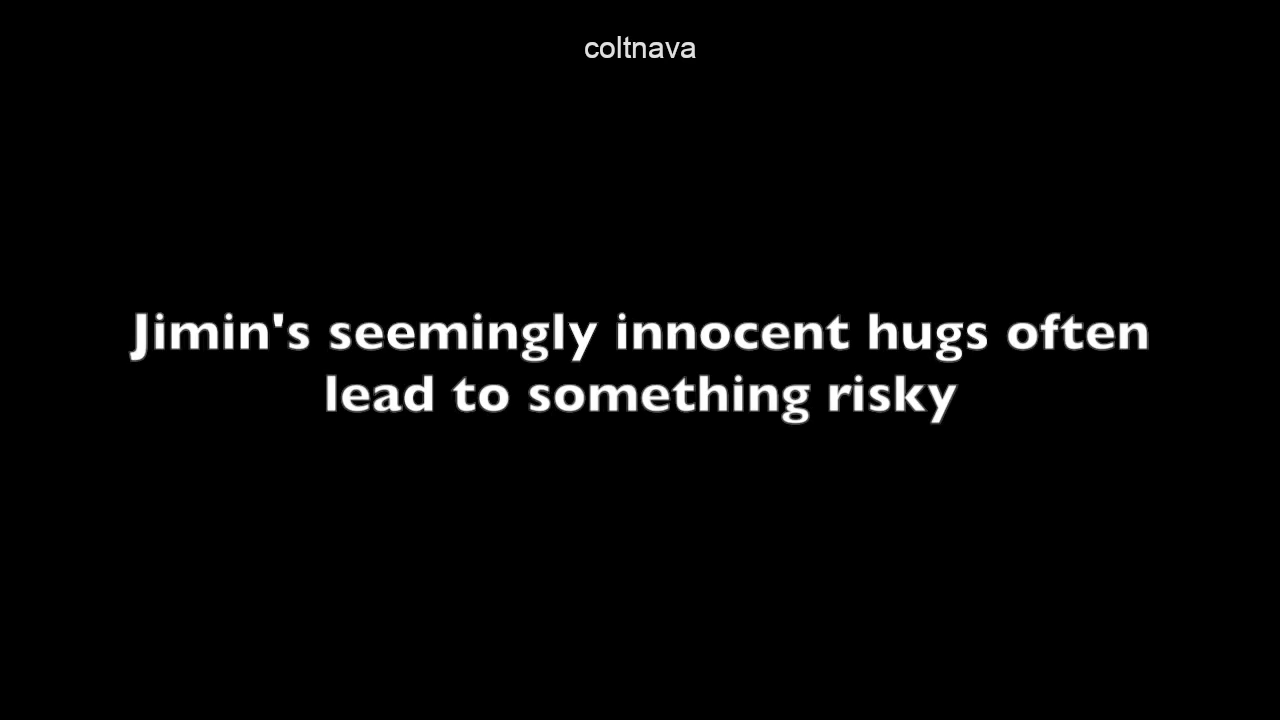 coltnava
Jimin's seemingly innocent hugs often
lead to something risky